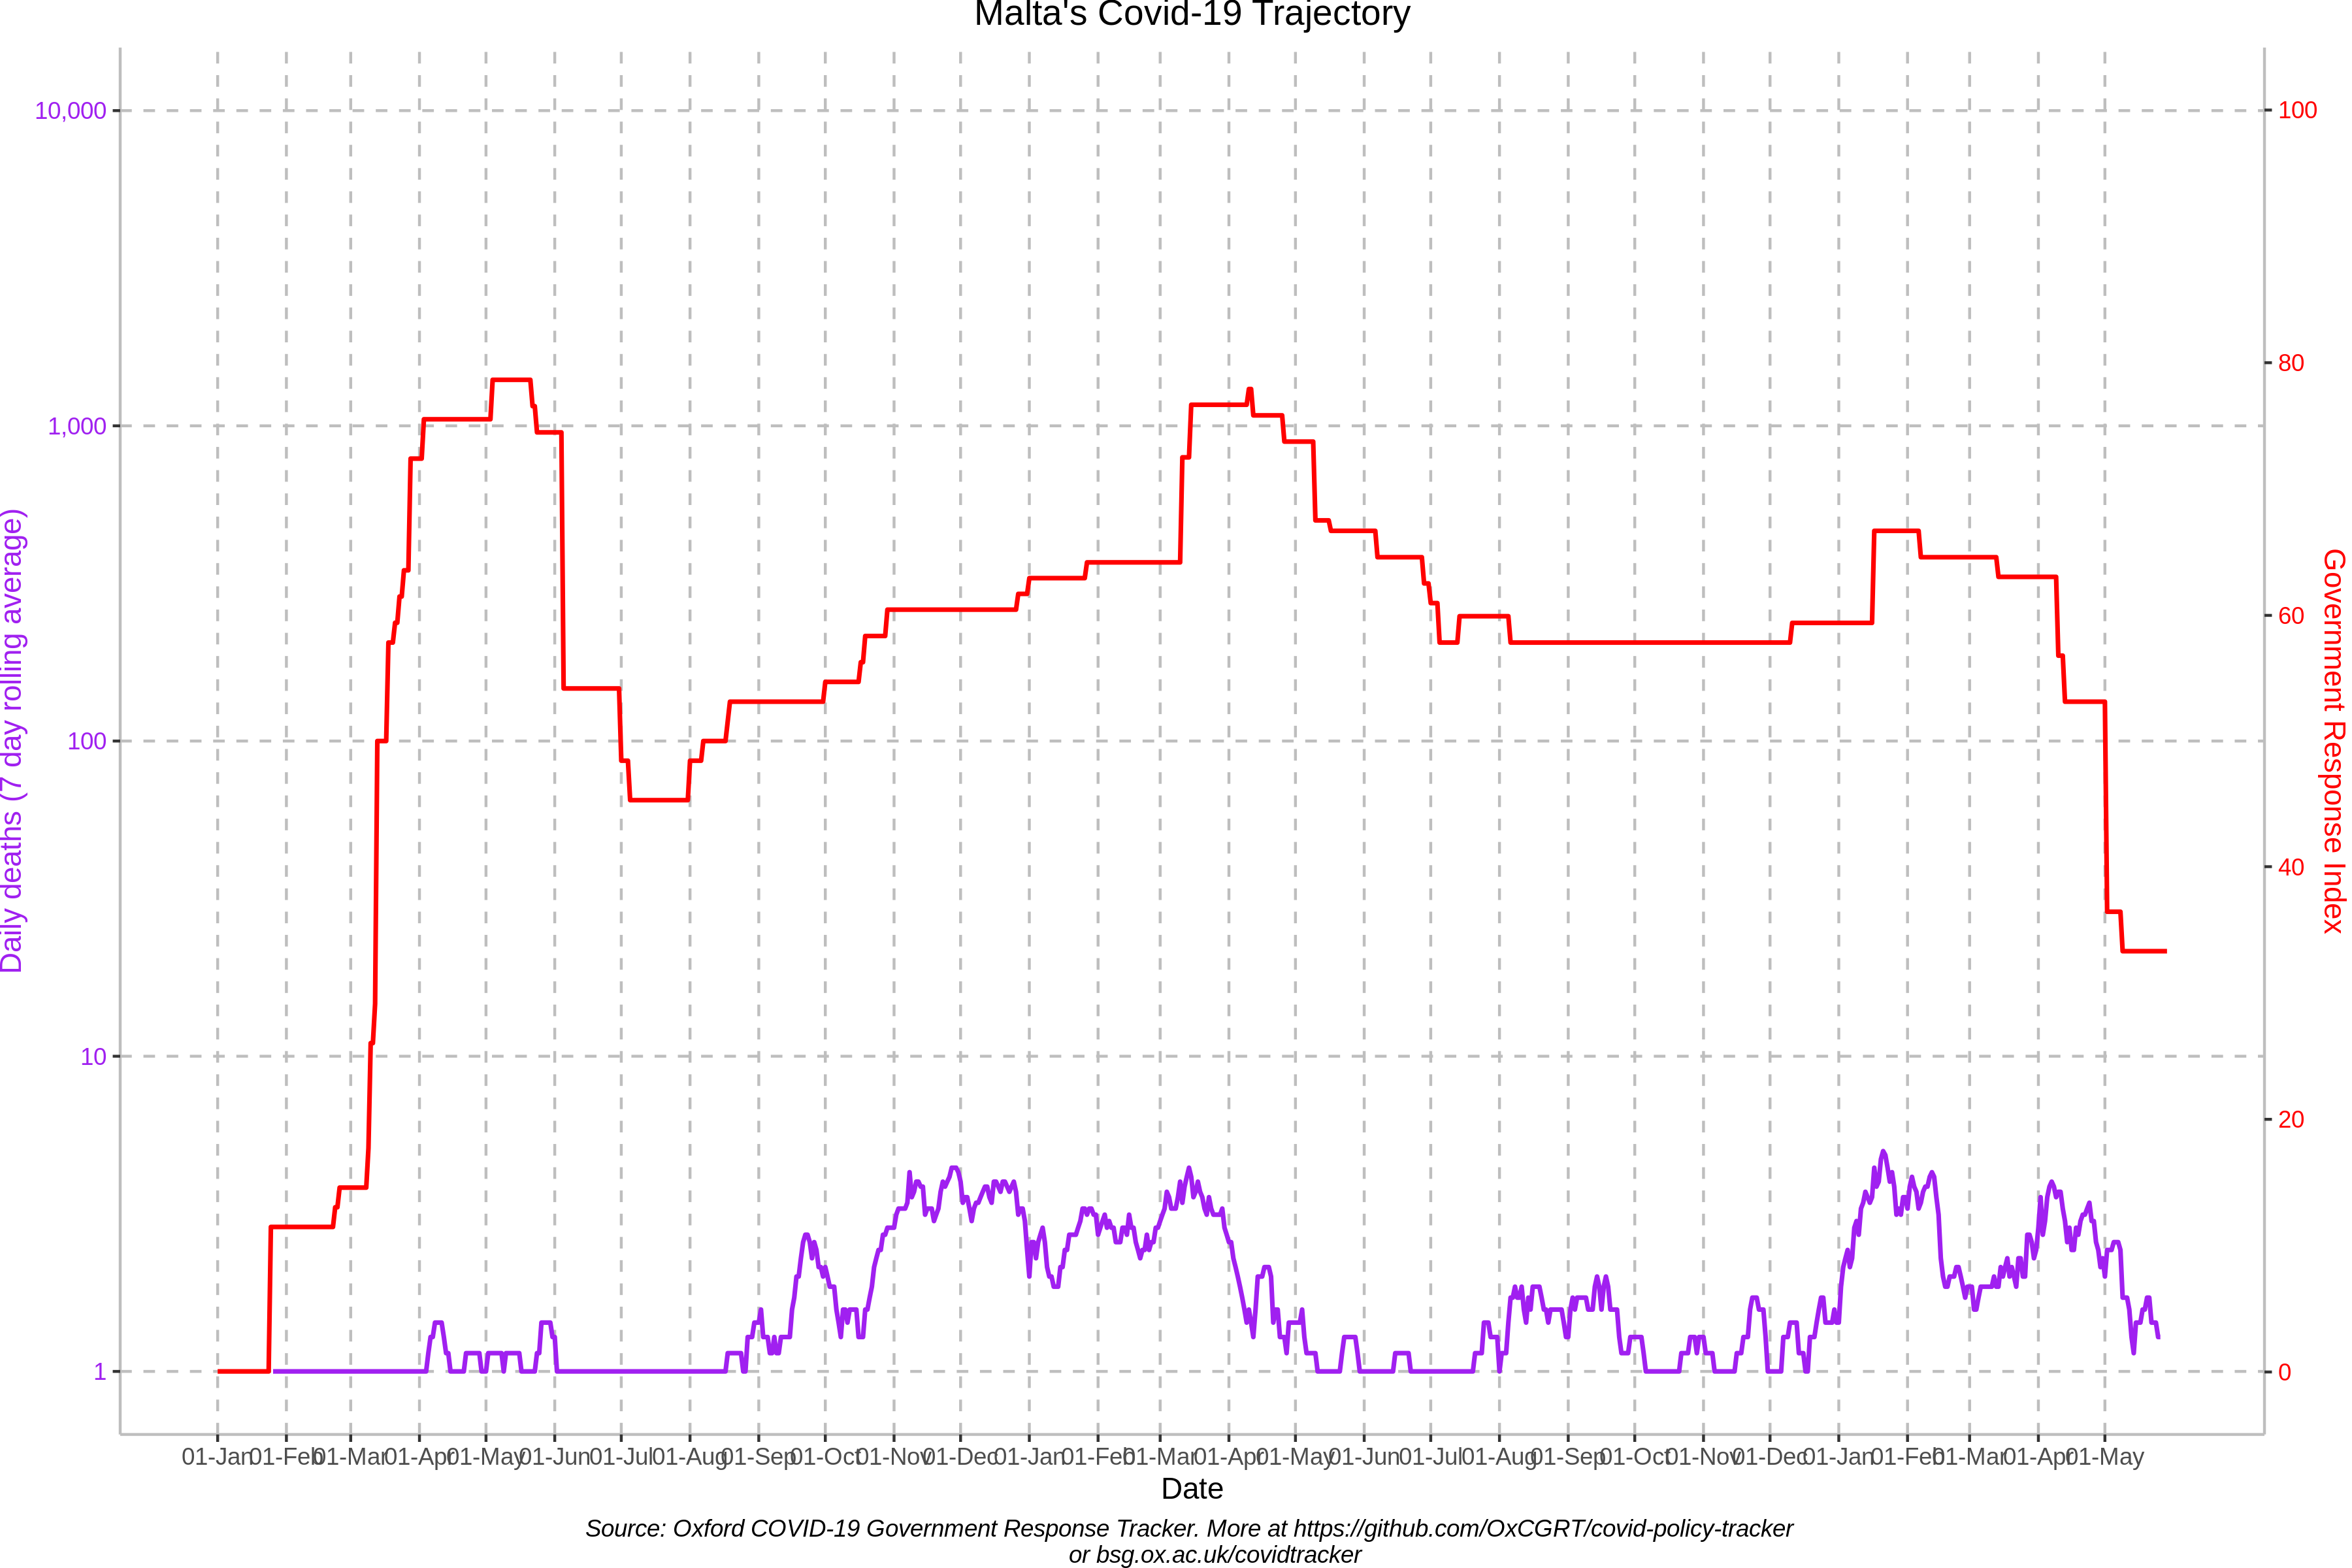 Malta's Covid-19 Trajectory
Daily deaths (7 day rolling average)
10,000
1,000
100
10
1
Government Response Index
100
80
60
40
20
0
01-Jan
01-Feb
01-Mar
01-Apr
01-May
01-Jun
01-Jul
01-Aug
01-Sep
01-Oct
01-Nov
01-Dec
01-Jan
01-Feb
01-Mar
01-Apr
01-May
01-Jun
01-Jul
01-Aug
01-Sep
01-Oct
01-Nov
01-Dec
01-Jan
01-Feb
01-Mar
01-Apr
01-May
Date
Source: Oxford COVID-19 Government Response Tracker. More at https://github.com/OxCGRT/covid-policy-tracker
or bsg.ox.ac.uk/covidtracker